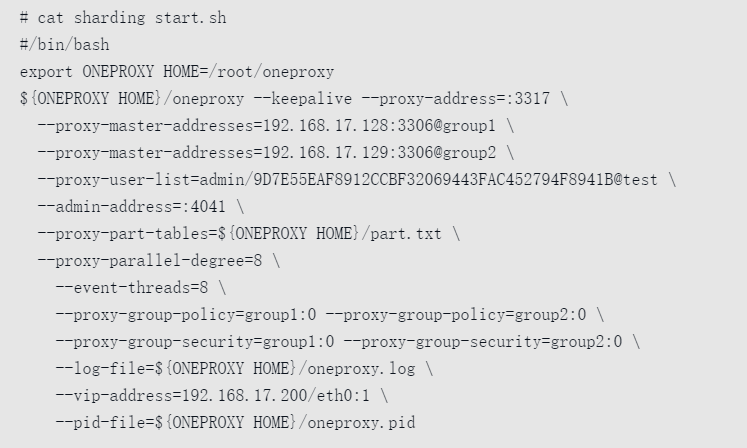 # cat sharding start.sh
#/bin/bash
export ONEPROXY HOME=/root/oneproxy
${ONEPROXY HOME}/oneproxy --keepalive --proxy-address=:3317 \
--proxy-master-addresses=192.168.17.128:3306@group1 \
--proxy-master-addresses=192.168.17.129:3306@group2 \
--proxy-user-list=admin/9D7E55EAF8912CCBF32069443FAC452794F8941B@test \
--admin-address=:4041 \
--proxy-part-tables=${ONEPROXY HOME}/part.txt \
--proxy-parallel-degree=8 \
--event-threads=8 \
--proxy-group-policy=group1:0 --proxy-group-policy=group2:0 \
--proxy-group-security=group1:0 --proxy-group-security=group2:0 \
--log-file=${ONEPROXY HOME}/oneproxy.log \
--vip-address=192.168.17.200/eth0:1 \
--pid-file=${ONEPROXY HOME}/oneproxy.pid